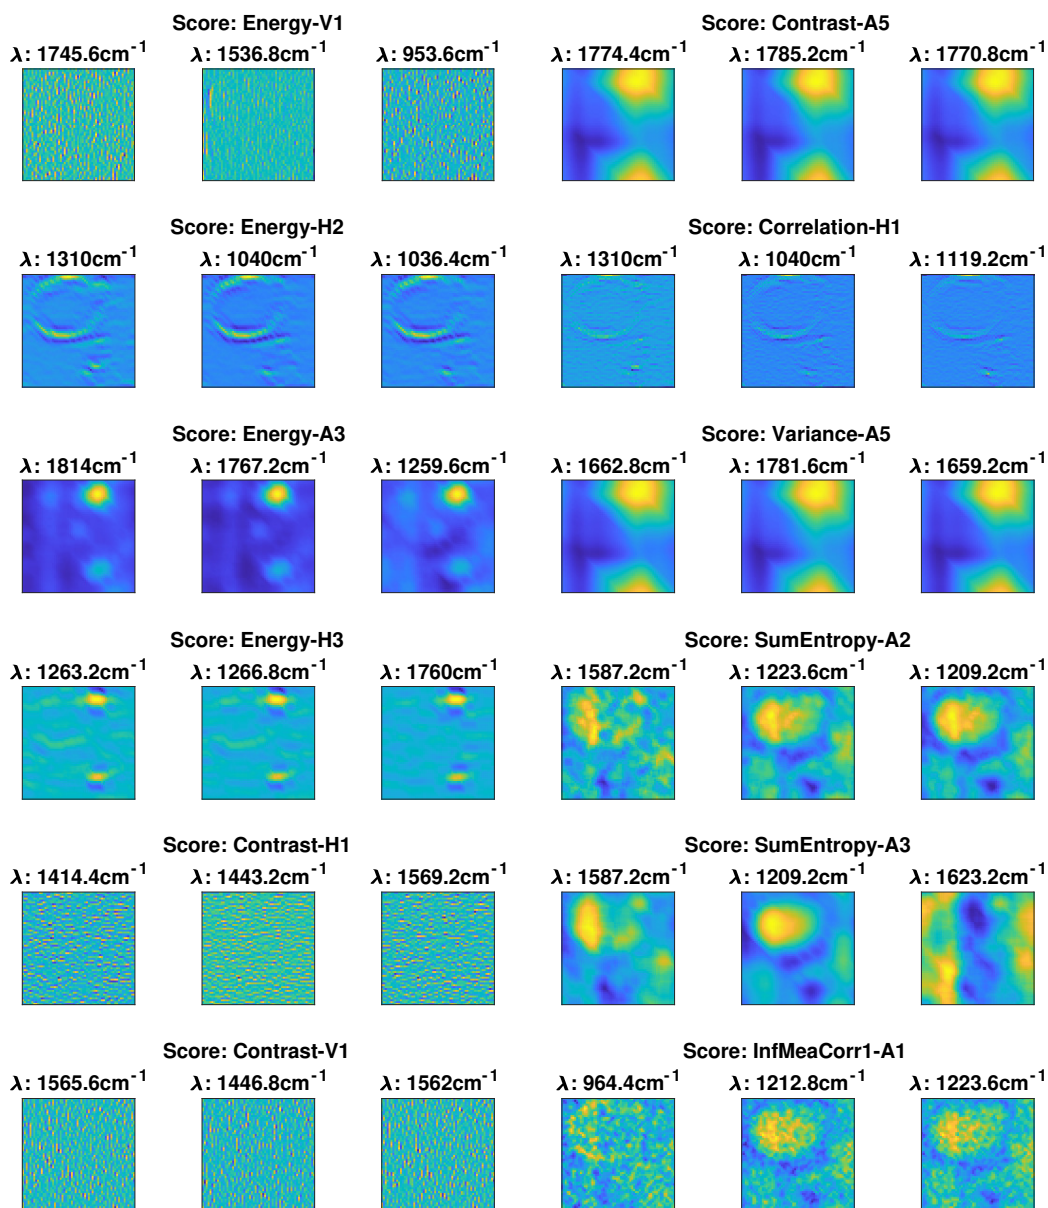 Score: Energy-V1
λ: 1745.6cm-1 λ: 1536.8cm-1 λ: 953.6cm-1
Score: Contrast-A5
λ: 1774.4cm-1 λ: 1785.2cm-1 λ: 1770.8cm-1
Score: Energy-H2
λ: 1310cm-1 λ: 1040cm-1 λ: 1036.4cm-1
Score: Correlation-H1
λ: 1310cm-1 λ: 1040cm-1 λ: 1119.2cm-1
Score: Energy-A3
λ: 1814cm-1 λ: 1767.2cm-1 λ: 1259.6cm-1
Score: Variance-A5
λ: 1662.8cm-1 λ: 1781.6cm-1 λ: 1659.2cm-1
Score: Energy-H3
λ: 1263.2cm-1 λ: 1266.8cm-1 λ: 1760cm-1
Score: SumEntropy-A2
λ: 1587.2cm-1 λ: 1223.6cm-1 λ: 1209.2cm-1
Score: Contrast-H1
λ: 1414.4cm-1 λ: 1443.2cm-1 λ: 1569.2cm-1
Score: SumEntropy-A3
λ: 1587.2cm-1 λ: 1209.2cm-1 λ: 1623.2cm-1
Score: Contrast-V1
λ: 1565.6cm-1 λ: 1446.8cm-1 λ: 1562cm-1
Score: InfMeaCorr1-A1
λ: 964.4cm-1 λ: 1212.8cm-1 λ: 1223.6cm-1